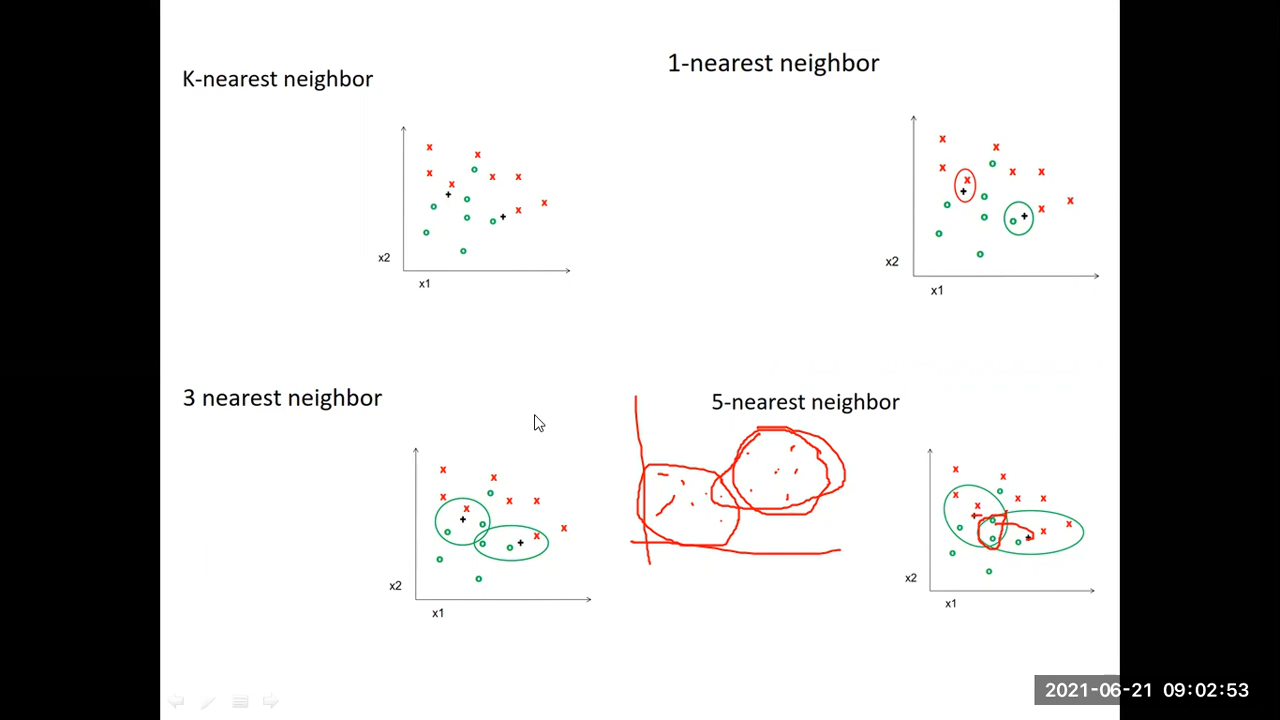 K-nearest neighbor
1-nearest neighbor
x2
x1
x2
x1
3 nearest neighbor
5-nearest neighbor
x2
x1
x2
x1
2021-06-21 09:02:53